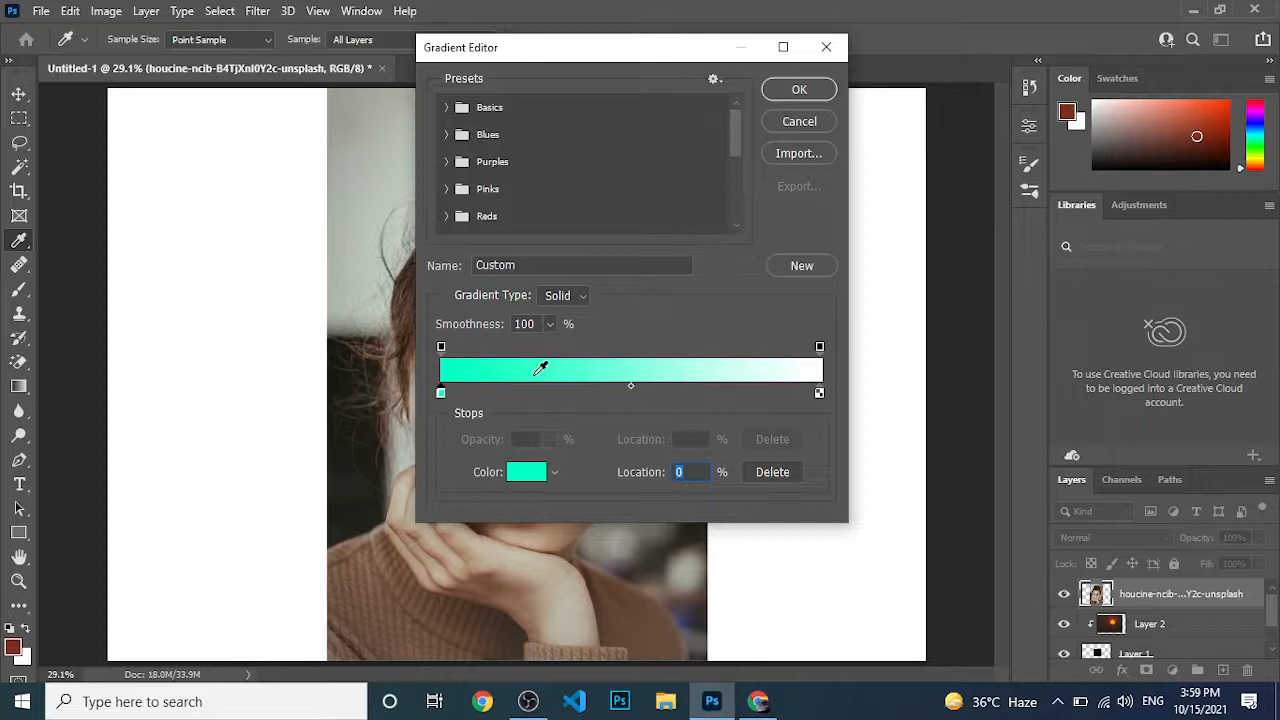 Ps File Edit Image Layer Type Select Filter 3D View Window Help
Sample Size: Point Sample Sample: All Layers
Untitled-1 @ 29.1% (houcine-ncib-B4TjXnI0Y2c-unsplash, RGB/8) *
Gradient Editor
Presets
Basics
Blues
Purples
Pinks
Reds
OK
Cancel
Import...
Export...
Name: Custom
New
Gradient Type: Solid
Smoothness: 100 %
Stops
Opacity: %
Location: %
Delete
Color:
Location: 0 %
Delete
Color Swatches
Libraries Adjustments
To use Creative Cloud libraries, you
need to be logged into a Creative Cloud
account.
Layers Channels Paths
Kind
Normal Opacity: 100%
Lock: Fill: 100%
houcine-ncib-...Y2c-unsplash
Layer 2
Layer 1
29.1% Doc: 18.0M/33.9M
Type here to search
Ps
Ps
36°C Haze
3:59 PM
10/15/2021